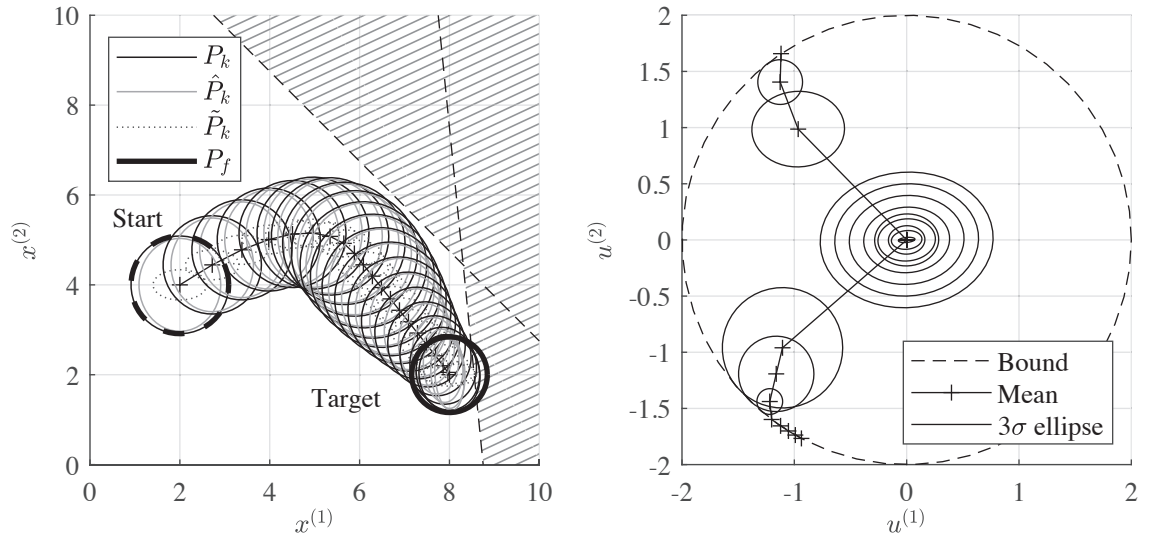 10
8
6
4
2
0
x^{(2)}
P_k
\hat{P}_k
\tilde{P}_k
P_f
Start
Target
0 2 4 6 8 10
x^{(1)}
2
1.5
1
0.5
0
-0.5
-1
-1.5
-2
u^{(2)}
Bound
Mean
3σ ellipse
-2 -1 0 1 2
u^{(1)}